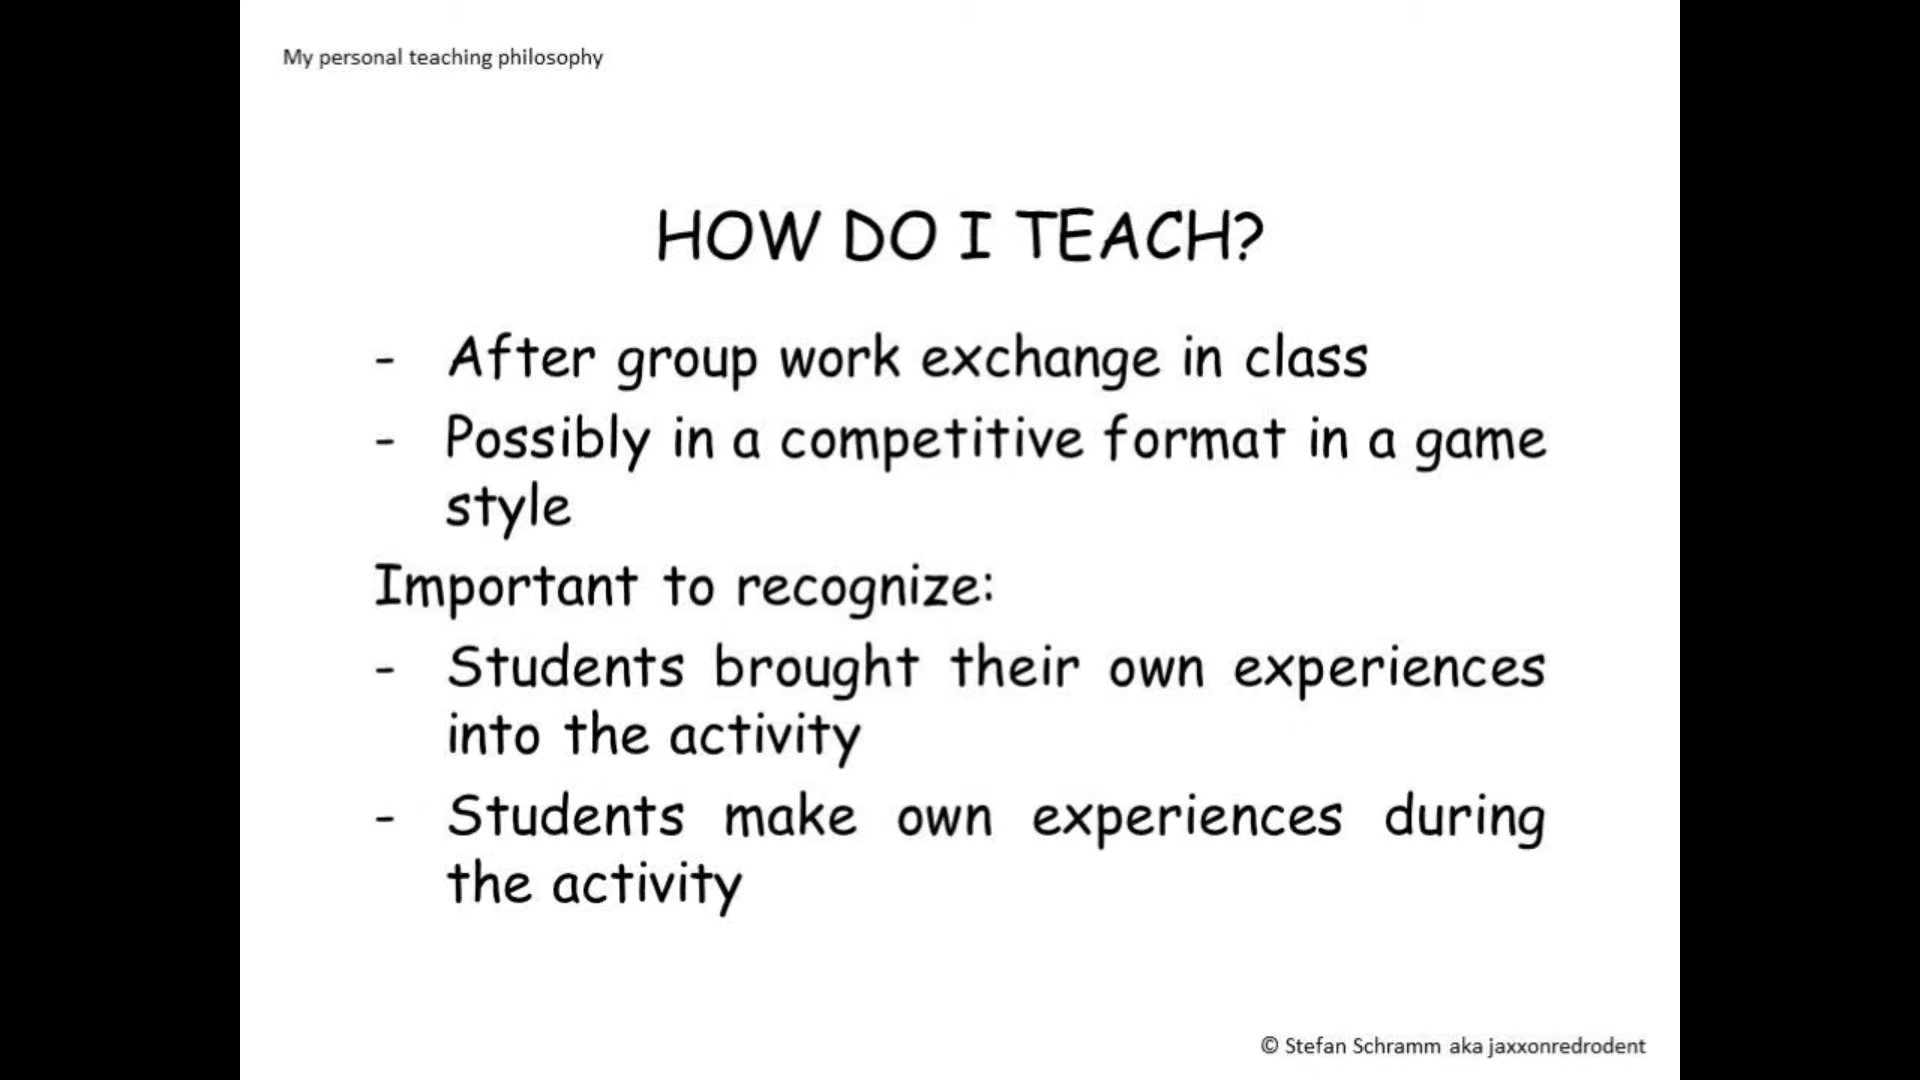 My personal teaching philosophy
HOW DO I TEACH?
- After group work exchange in class
- Possibly in a competitive format in a game
style
Important to recognize:
- Students brought their own experiences
into the activity
- Students make own experiences during
the activity
© Stefan Schramm aka jaxxonredrodent